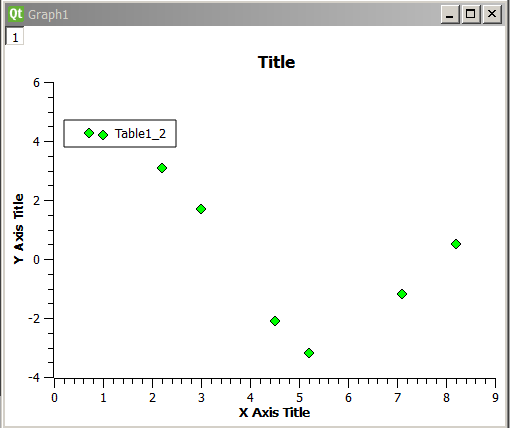 Qt Graph1
1
Title
6
4
2
0
-2
-4
Y Axis Title
Table1_2
0 1 2 3 4 5 6 7 8 9
X Axis Title